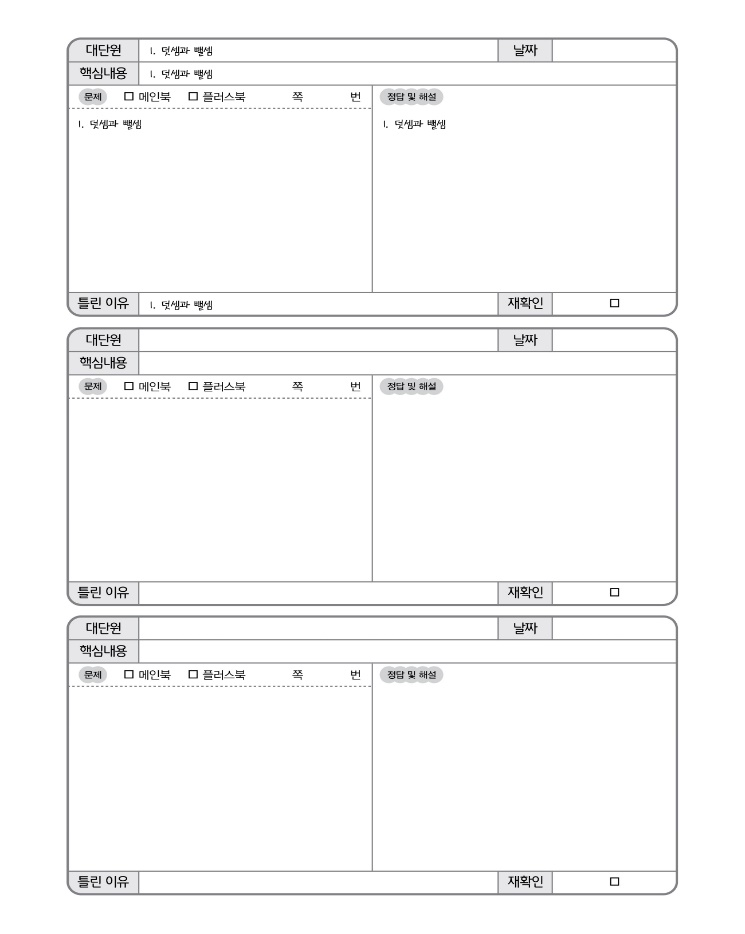 대단원 1. 덧셈과 뺄셈 날짜
핵심내용 1. 덧셈과 뺄셈
문제 □ 메인북 □ 플러스북 쪽 번 정답 및 해설
1. 덧셈과 뺄셈 1. 덧셈과 뺄셈
틀린 이유 1. 덧셈과 뺄셈 재확인 □
대단원 날짜
핵심내용
문제 □ 메인북 □ 플러스북 쪽 번 정답 및 해설
틀린 이유 재확인 □
대단원 날짜
핵심내용
문제 □ 메인북 □ 플러스북 쪽 번 정답 및 해설
틀린 이유 재확인 □